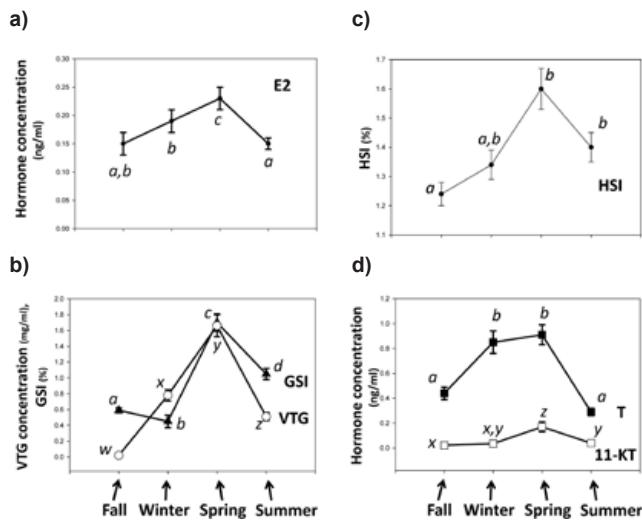 a)
Hormone concentration
(ng/ml)
0.30
0.25
0.20
0.15
0.10
0.05
0.00
E2
a,b
b
c
a
c)
HSI (%)
1.7
1.6
1.5
1.4
1.3
1.2
1.1
a
a,b
b
b
HSI
b)
VTG concentration (mg/ml),
GSI (%)
1.8
1.6
1.4
1.2
1.0
0.8
0.6
0.4
0.2
0.0
a
w
x
b
c
y
d
z
GSI
VTG
Fall Winter Spring Summer
d)
Hormone concentration
(ng/ml)
1.2
1.0
0.8
0.6
0.4
0.2
0.0
a
b
b
a
T
x
x,y
z
y
11-KT
Fall Winter Spring Summer